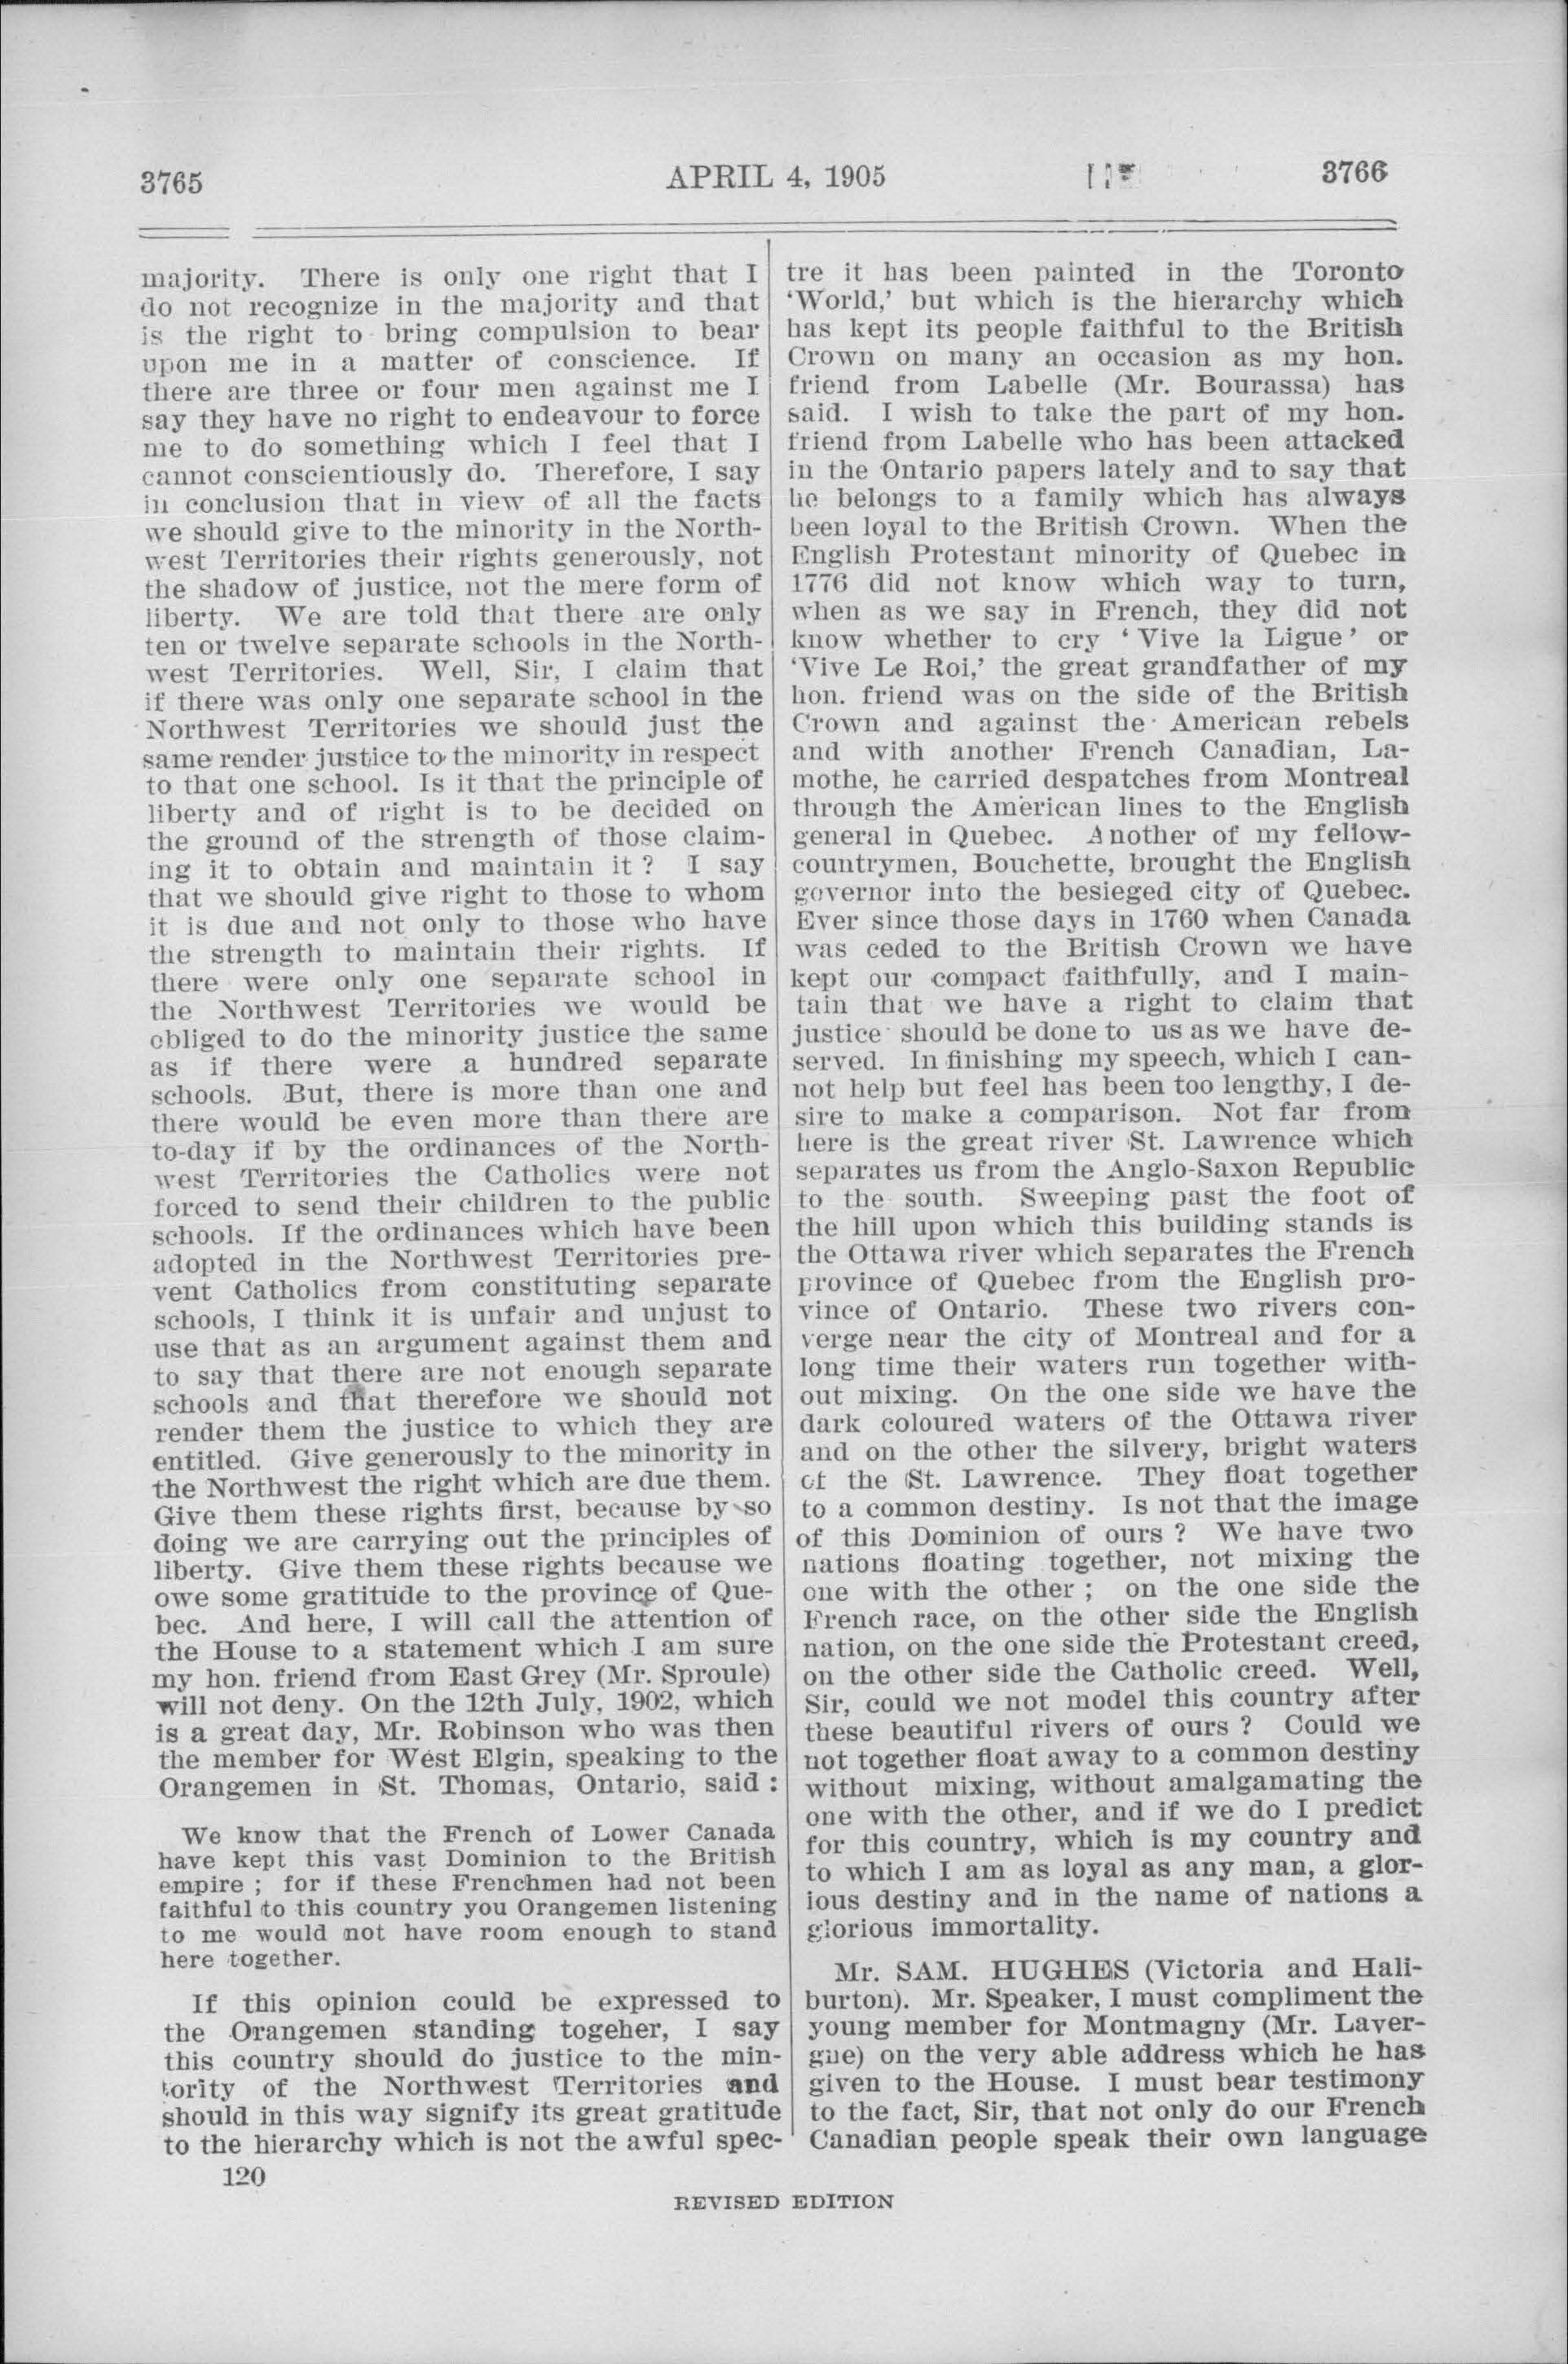 3765
APRIL 4, 1905
3766
majority. There is only one right that I
do not recognize in the majority and that
is the right to bring compulsion to bear
upon me in a matter of conscience. If
there are three or four men against me I
say they have no right to endeavour to force
me to do something which I feel that I
cannot conscientiously do. Therefore, I say
in conclusion that in view of all the facts
we should give to the minority in the North-
west Territories their rights generously, not
the shadow of justice, not the mere form of
liberty. We are told that there are only
ten or twelve separate schools in the North-
west Territories. Well, Sir, I claim that
if there was only one separate school in the
Northwest Territories we should just the
same render justice to the minority in respect
to that one school. Is it that the principle of
liberty and of right is to be decided on
the ground of the strength of those claim-
ing it to obtain and maintain it ? I say
that we should give right to those to whom
it is due and not only to those who have
the strength to maintain their rights. If
there were only one separate school in
the Northwest Territories we would be
obliged to do the minority justice the same
as if there were a hundred separate
schools. But, there is more than one and
there would be even more than there are
to-day if by the ordinances of the North-
west Territories the Catholics were not
forced to send their children to the public
schools. If the ordinances which have been
adopted in the Northwest Territories pre-
vent Catholics from constituting separate
schools, I think it is unfair and unjust to
use that as an argument against them and
to say that there are not enough separate
schools and that therefore we should not
render them the justice to which they are
entitled. Give generously to the minority in
the Northwest the right which are due them.
Give them these rights first, because by so
doing we are carrying out the principles of
liberty. Give them these rights because we
owe some gratitude to the province of Que-
bec. And here, I will call the attention of
the House to a statement which I am sure
my hon. friend from East Grey (Mr. Sproule)
will not deny. On the 12th July, 1902, which
is a great day, Mr. Robinson who was then
the member for West Elgin, speaking to the
Orangemen in St. Thomas, Ontario, said :
We know that the French of Lower Canada
have kept this vast Dominion to the British
empire ; for if these Frenchmen had not been
faithful to this country you Orangemen listening
to me would not have room enough to stand
here together.
If this opinion could be expressed to
the Orangemen standing togeher, I say
this country should do justice to the min-
ority of the Northwest Territories and
should in this way signify its great gratitude
to the hierarchy which is not the awful spec-
120
tre it has been painted in the Toronto
'World,' but which is the hierarchy which
has kept its people faithful to the British
Crown on many an occasion as my hon.
friend from Labelle (Mr. Bourassa) has
said. I wish to take the part of my hon.
friend from Labelle who has been attacked
in the Ontario papers lately and to say that
he belongs to a family which has always
been loyal to the British Crown. When the
English Protestant minority of Quebec in
1776 did not know which way to turn,
when as we say in French, they did not
know whether to cry ' Vive la Ligue ' or
'Vive Le Roi,' the great grandfather of my
hon. friend was on the side of the British
Crown and against the American rebels
and with another French Canadian, La-
mothe, he carried despatches from Montreal
through the American lines to the English
general in Quebec. Another of my fellow-
countrymen, Bouchette, brought the English
governor into the besieged city of Quebec.
Ever since those days in 1760 when Canada
was ceded to the British Crown we have
kept our compact faithfully, and I main-
tain that we have a right to claim that
justice should be done to us as we have de-
served. In finishing my speech, which I can-
not help but feel has been too lengthy, I de-
sire to make a comparison. Not far from
here is the great river St. Lawrence which
separates us from the Anglo-Saxon Republic
to the south. Sweeping past the foot of
the hill upon which this building stands is
the Ottawa river which separates the French
province of Quebec from the English pro-
vince of Ontario. These two rivers con-
verge near the city of Montreal and for a
long time their waters run together with-
out mixing. On the one side we have the
dark coloured waters of the Ottawa river
and on the other the silvery, bright waters
of the St. Lawrence. They float together
to a common destiny. Is not that the image
of this Dominion of ours ? We have two
nations floating together, not mixing the
one with the other ; on the one side the
French race, on the other side the English
nation, on the one side the Protestant creed,
on the other side the Catholic creed. Well,
Sir, could we not model this country after
these beautiful rivers of ours ? Could we
not together float away to a common destiny
without mixing, without amalgamating the
one with the other, and if we do I predict
for this country, which is my country and
to which I am as loyal as any man, a glor-
ious destiny and in the name of nations a
glorious immortality.
Mr. SAM. HUGHES (Victoria and Hali-
burton). Mr. Speaker, I must compliment the
young member for Montmagny (Mr. Laver-
gne) on the very able address which he has
given to the House. I must bear testimony
to the fact, Sir, that not only do our French
Canadian people speak their own language
REVISED EDITION